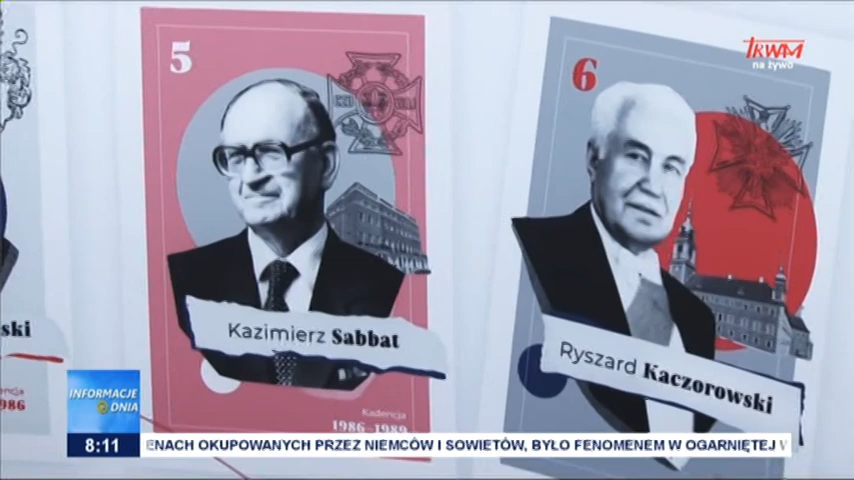 5
6
TRWAM
na żywo
Kazimierz Sabbat
Ryszard Kaczorowski
ski
encja
1986
Kadencja
1986-1989
INFORMACJE
DNIA
8:11
ENACH OKUPOWANYCH PRZEZ NIEMCÓW I SOWIETÓW, BYŁO FENOMENEM W OGARNIĘTEJ W